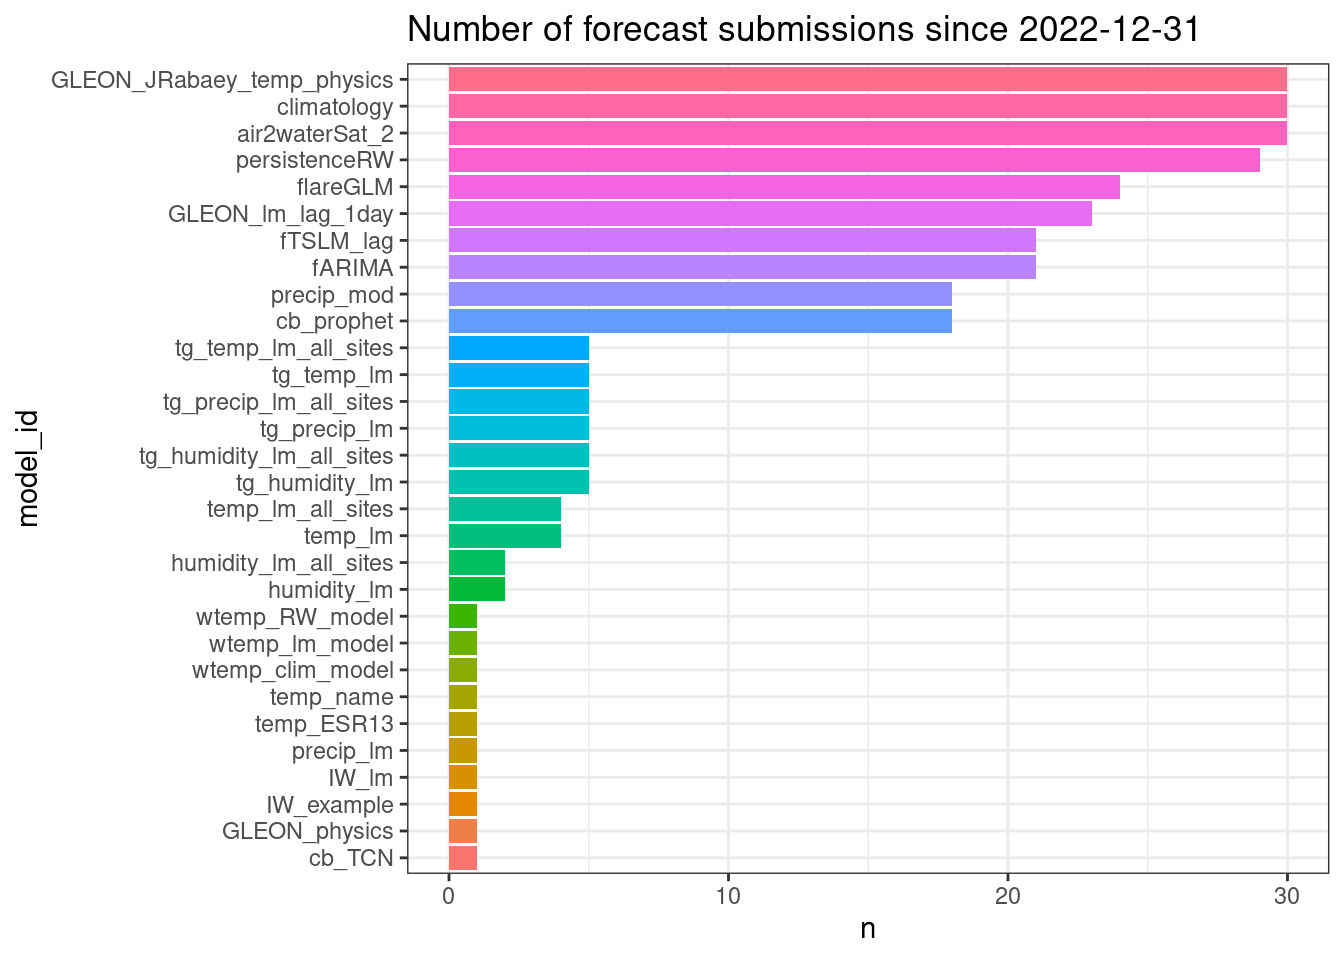 Number of forecast submissions since 2022-12-31
GLEON_JRabaey_temp_physics
climatology
air2waterSat_2
persistenceRW
flareGLM
GLEON_lm_lag_1day
fTSLM_lag
fARIMA
precip_mod
cb_prophet
tg_temp_lm_all_sites
tg_temp_lm
tg_precip_lm_all_sites
tg_precip_lm
tg_humidity_lm_all_sites
tg_humidity_lm
temp_lm_all_sites
temp_lm
humidity_lm_all_sites
humidity_lm
wtemp_RW_model
wtemp_lm_model
wtemp_clim_model
temp_name
temp_ESR13
precip_lm
IW_lm
IW_example
GLEON_physics
cb_TCN
model_id
0 10 20 30
n